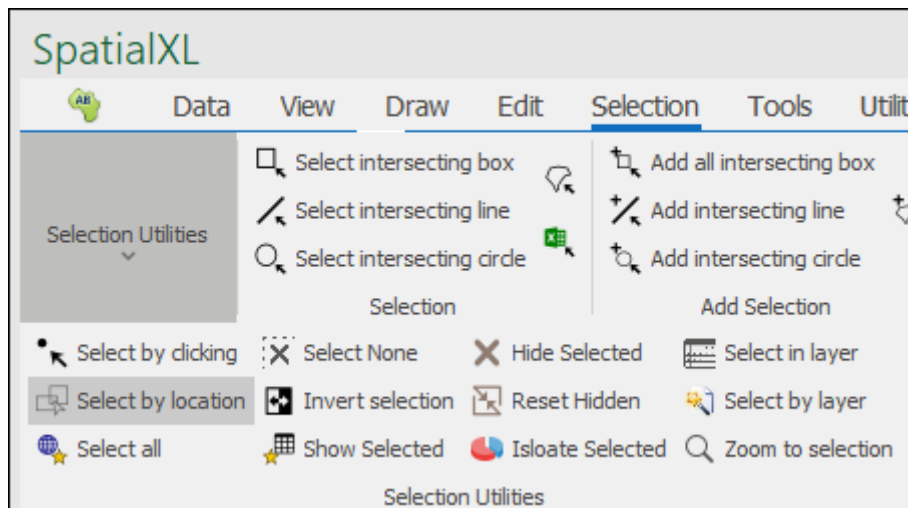 SpatialXL
AB Data View Draw Edit Selection Tools Utilit
Selection Utilities
Select intersecting box
Select intersecting line
Select intersecting circle
Selection
Add all intersecting box
Add intersecting line
Add intersecting circle
Add Selection
Select by clicking Select None Hide Selected Select in layer
Select by location Invert selection Reset Hidden Select by layer
Select all Show Selected Isloate Selected Zoom to selection
Selection Utilities